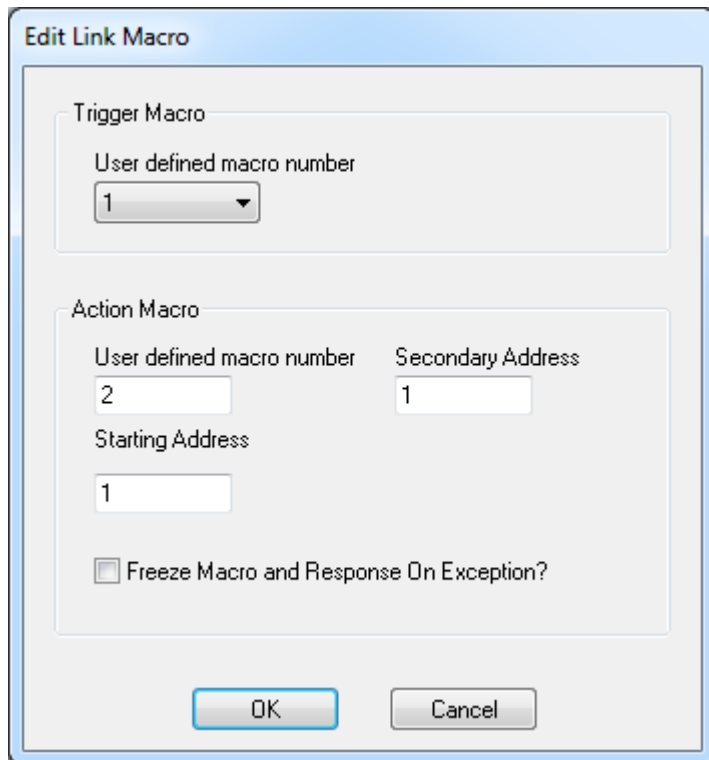 Edit Link Macro
Trigger Macro
User defined macro number
1
Action Macro
User defined macro number
Secondary Address
2
1
Starting Address
1
Freeze Macro and Response On Exception?
OK
Cancel